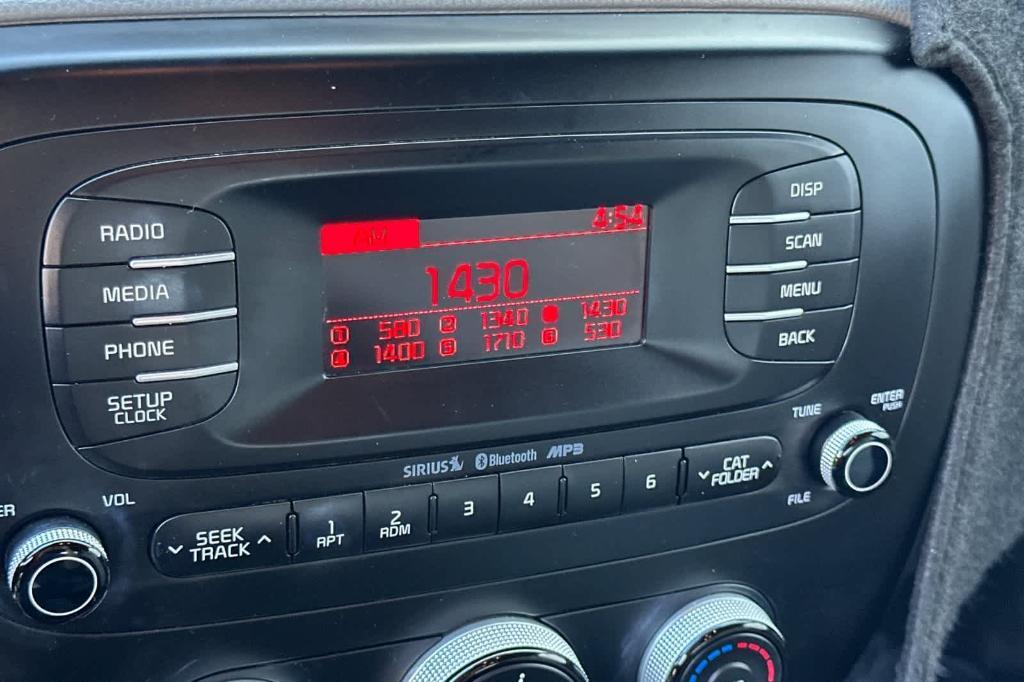 AM 4:54
1430
1 580 2 1340 1430
4 1400 5 1710 6 530
RADIO
MEDIA
PHONE
SETUP
CLOCK
DISP
SCAN
MENU
BACK
TUNE
ENTER
PUSH
SIRIUS Bluetooth MP3
ER
VOL
SEEK
TRACK
1
RPT
2
RDM
3
4
5
6
CAT
FOLDER
FILE